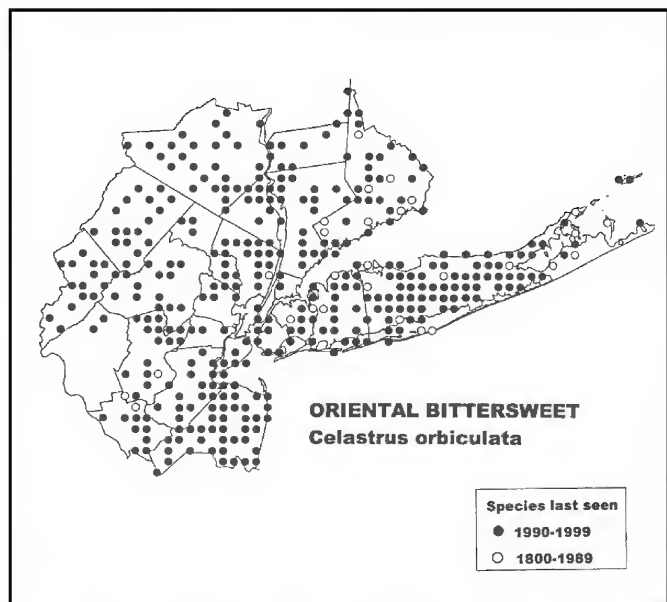 ORIENTAL BITTERSWEET
Celastrus orbiculata
Species last seen
1990-1999
1800-1989